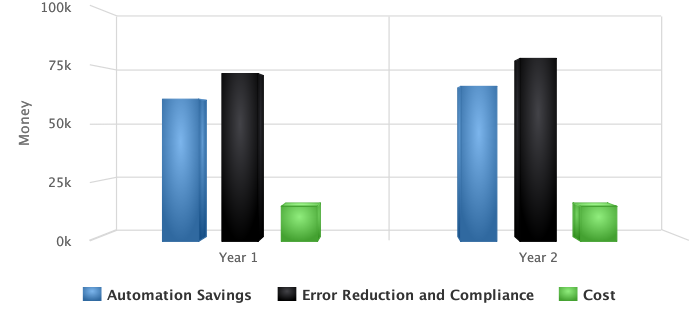 100k
75k
Money
50k
25k
0k
Year 1 Year 2
Automation Savings Error Reduction and Compliance Cost